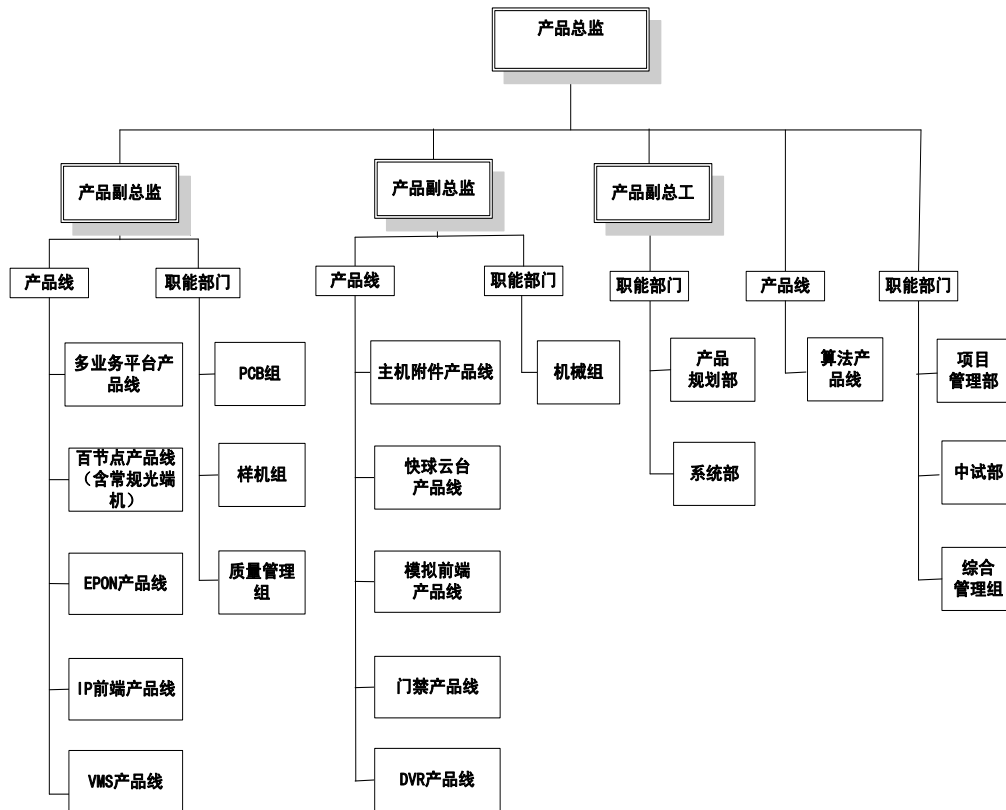 产品总监
产品副总监
产品副总监
产品副总工
产品线
职能部门
产品线
职能部门
职能部门
产品线
职能部门
多业务平台产
品线
PCB组
主机附件产品线
机械组
产品
规划部
算法产
品线
项目
管理部
百节点产品线
（含常规光端
机）
样机组
快球云台
产品线
系统部
中试部
EPON产品线
质量管理
组
模拟前端
产品线
综合
管理组
IP前端产品线
门禁产品线
VMS产品线
DVR产品线